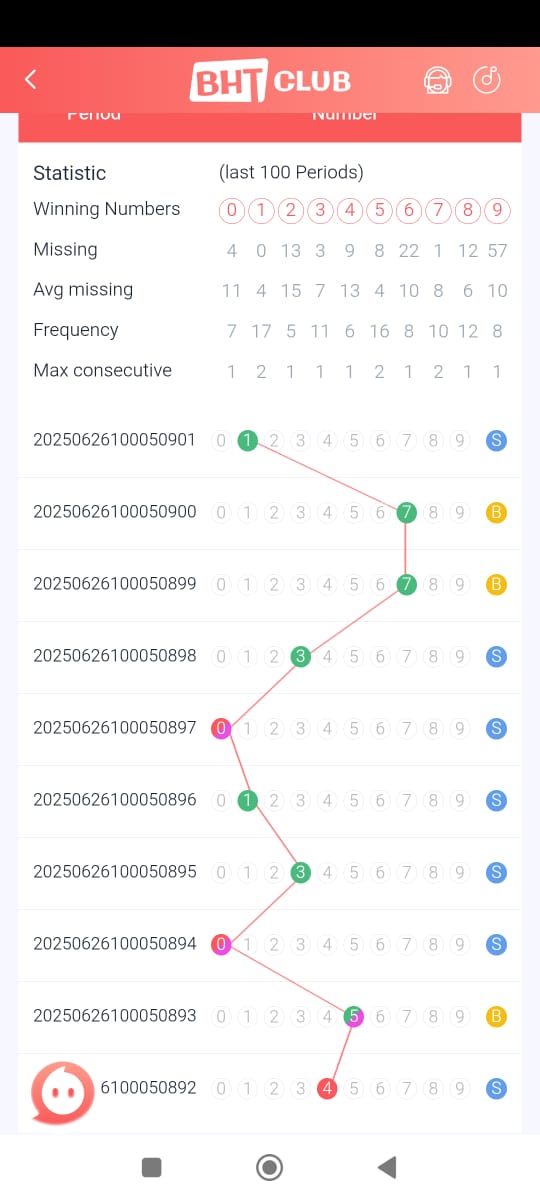 BHT CLUB
Period Number
Statistic (last 100 Periods)
Winning Numbers 0 1 2 3 4 5 6 7 8 9
Missing 4 0 13 3 9 8 22 1 12 57
Avg missing 11 4 15 7 13 4 10 8 6 10
Frequency 7 17 5 11 6 16 8 10 12 8
Max consecutive 1 2 1 1 1 2 1 2 1 1
20250626100050901 0 1 2 3 4 5 6 7 8 9 S
20250626100050900 0 1 2 3 4 5 6 7 8 9 B
20250626100050899 0 1 2 3 4 5 6 7 8 9 B
20250626100050898 0 1 2 3 4 5 6 7 8 9 S
20250626100050897 0 1 2 3 4 5 6 7 8 9 S
20250626100050896 0 1 2 3 4 5 6 7 8 9 S
20250626100050895 0 1 2 3 4 5 6 7 8 9 S
20250626100050894 0 1 2 3 4 5 6 7 8 9 S
20250626100050893 0 1 2 3 4 5 6 7 8 9 B
6100050892 0 1 2 3 4 5 6 7 8 9 S